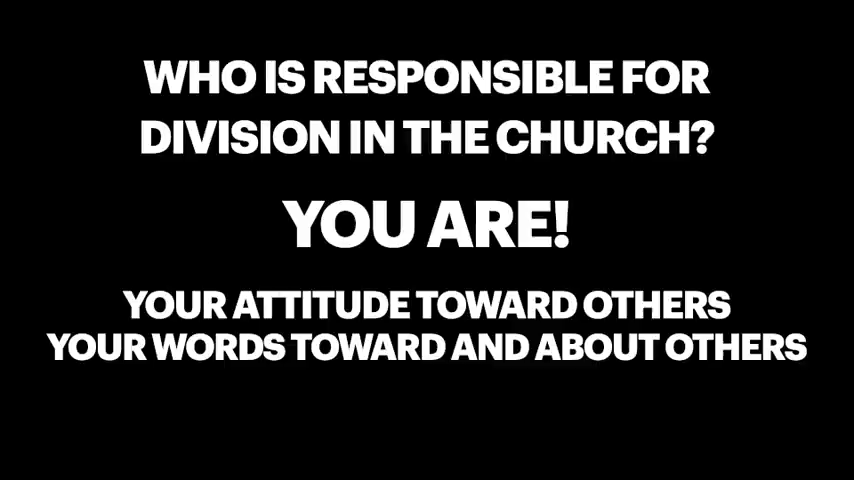 WHO IS RESPONSIBLE FOR
DIVISION IN THE CHURCH?
YOU ARE!
YOUR ATTITUDE TOWARD OTHERS
YOUR WORDS TOWARD AND ABOUT OTHERS